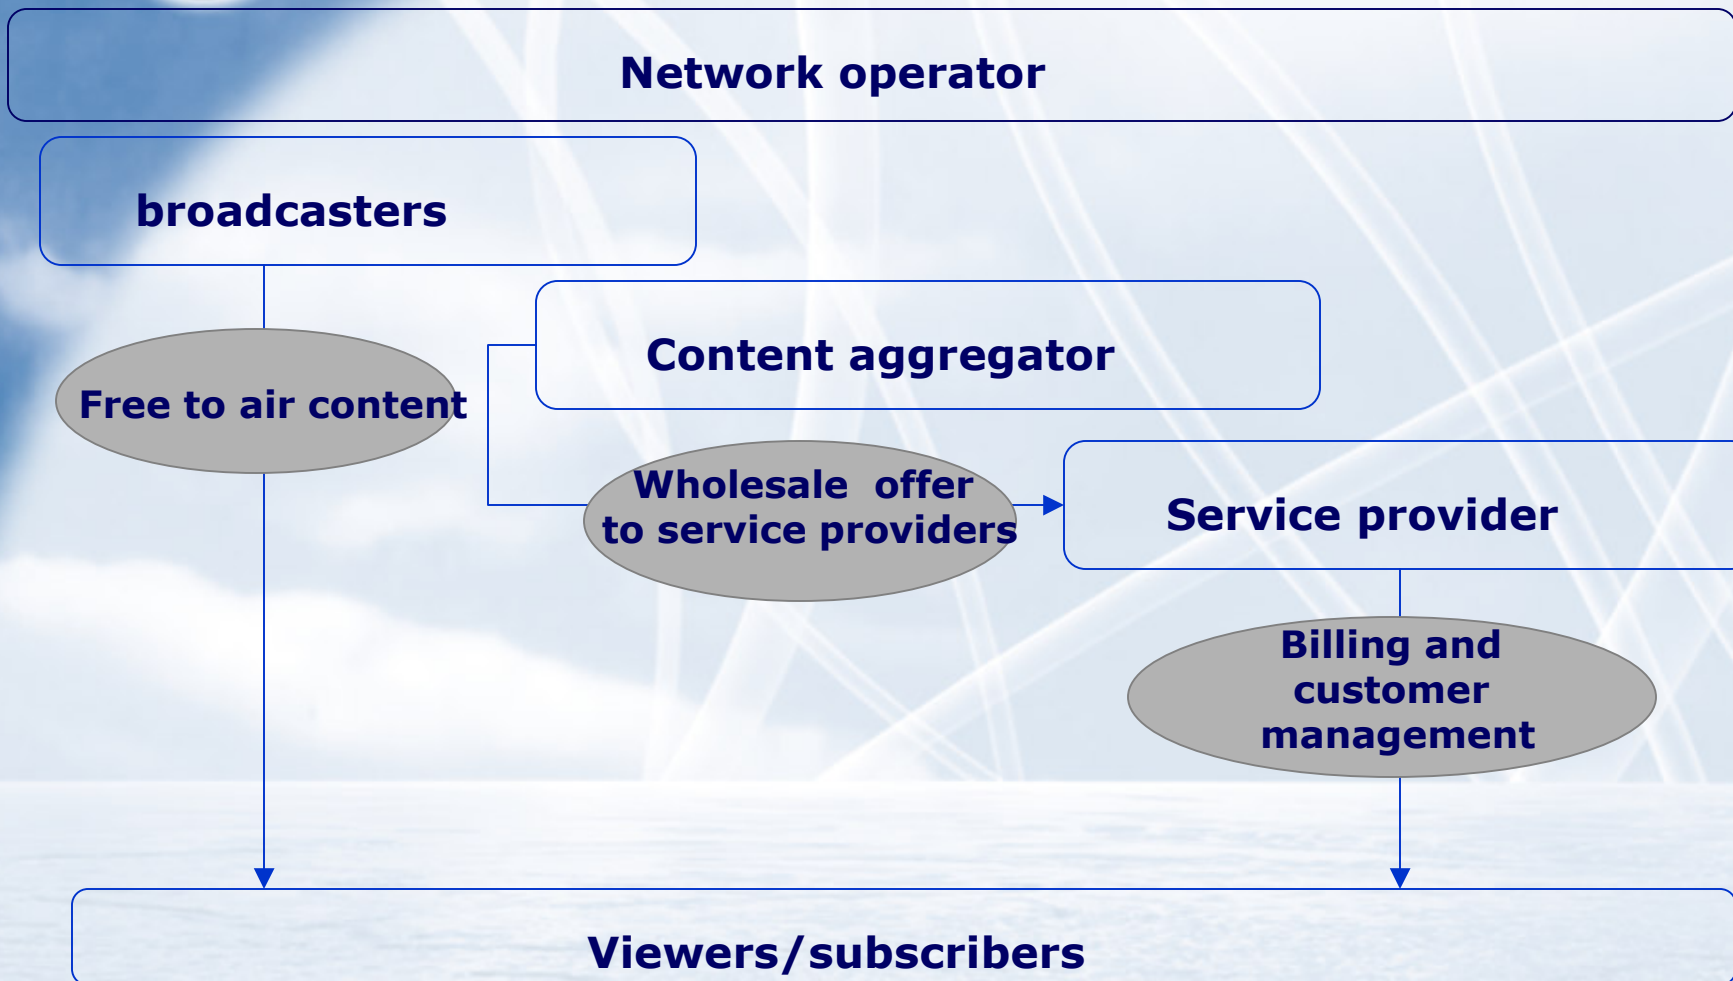 Network operator
broadcasters
Content aggregator
Free to air content
Wholesale offer
to service providers
Service provider
Billing and
customer
management
Viewers/subscribers